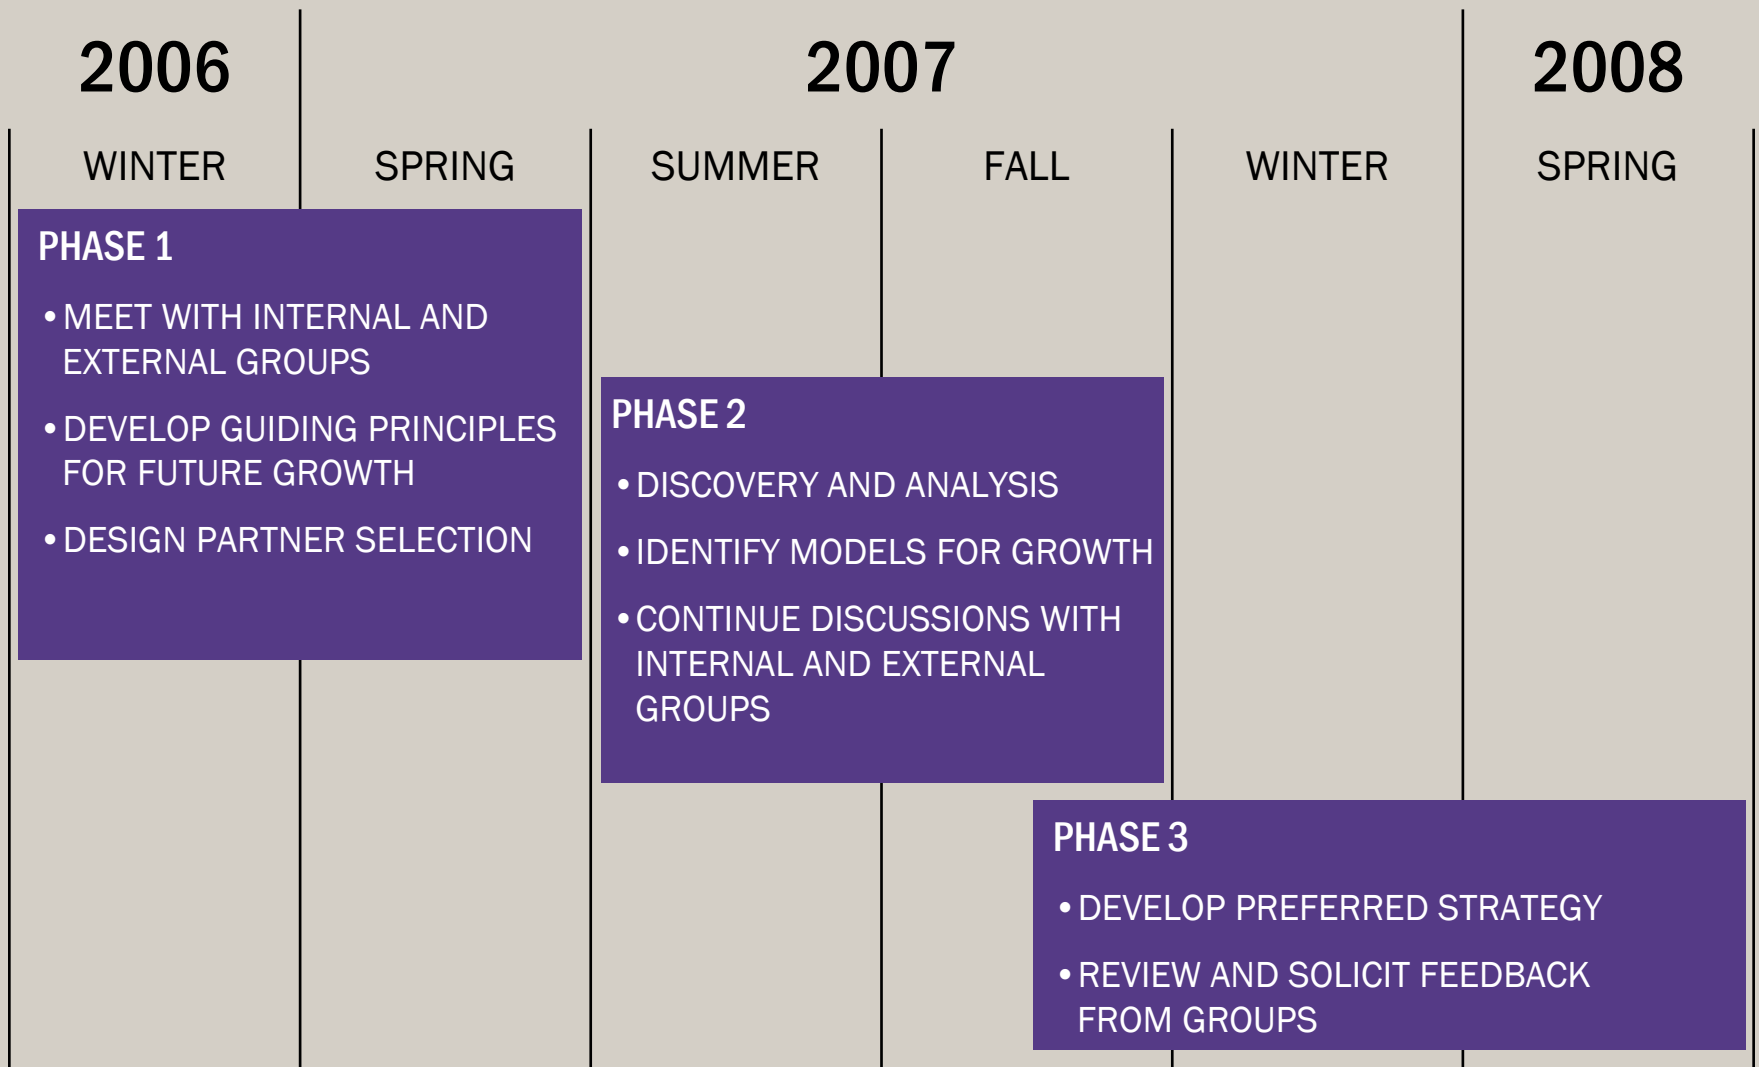 2006 2007 2008
WINTER SPRING SUMMER FALL WINTER SPRING
PHASE 1
• MEET WITH INTERNAL AND
EXTERNAL GROUPS
• DEVELOP GUIDING PRINCIPLES
FOR FUTURE GROWTH
• DESIGN PARTNER SELECTION
PHASE 2
• DISCOVERY AND ANALYSIS
• IDENTIFY MODELS FOR GROWTH
• CONTINUE DISCUSSIONS WITH
INTERNAL AND EXTERNAL
GROUPS
PHASE 3
• DEVELOP PREFERRED STRATEGY
• REVIEW AND SOLICIT FEEDBACK
FROM GROUPS